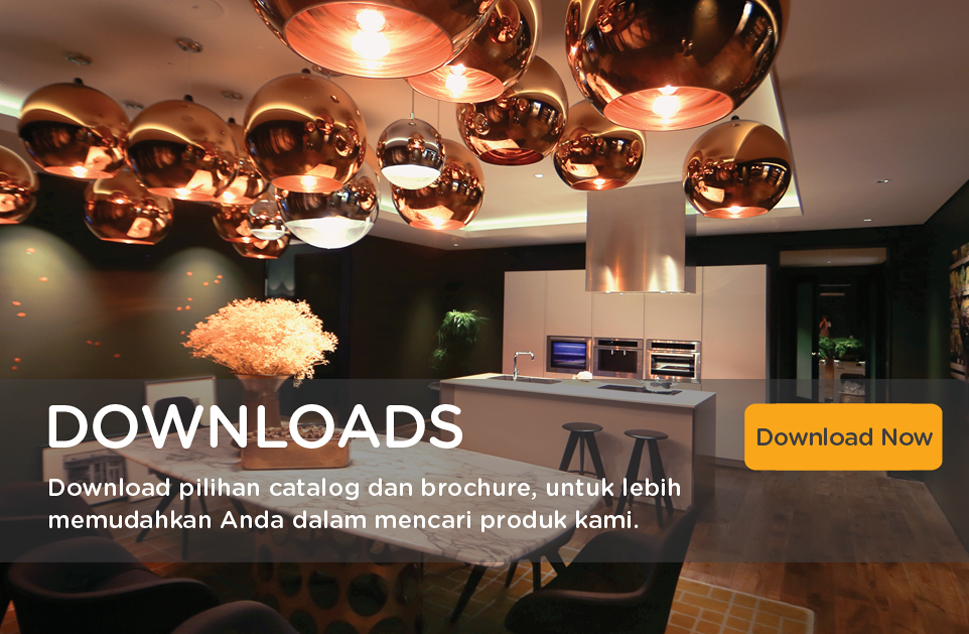 DOWNLOADS
Download pilihan catalog dan brochure, untuk lebih
memudahkan Anda dalam mencari produk kami.
Download Now